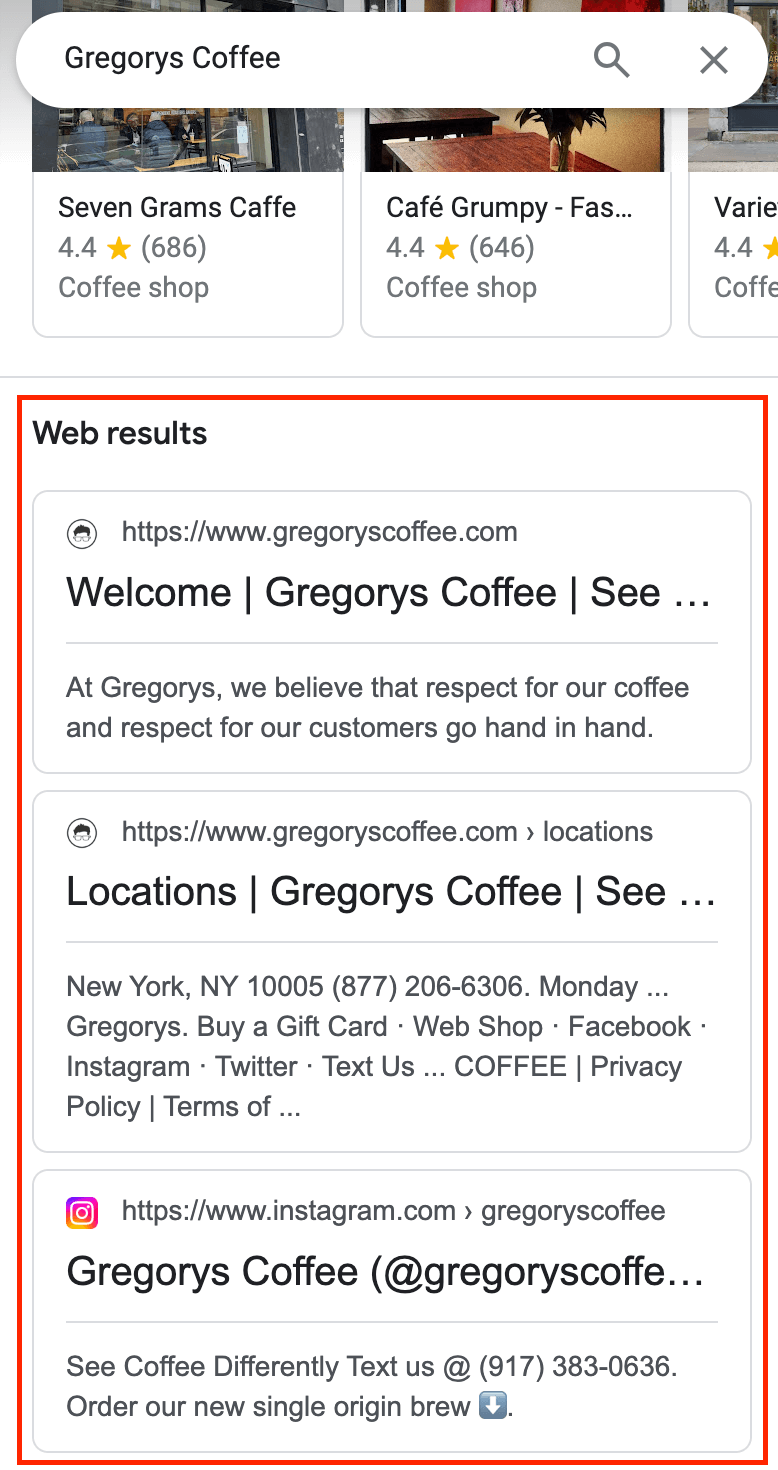 Gregorys Coffee
Seven Grams Caffe
4.4 (686)
Coffee shop
Café Grumpy - Fas...
4.4 (646)
Coffee shop
4.4
Web results
https://www.gregoryscoffee.com
Welcome | Gregorys Coffee | See ...
At Gregorys, we believe that respect for our coffee
and respect for our customers go hand in hand.
https://www.gregoryscoffee.com › locations
Locations | Gregorys Coffee | See ...
New York, NY 10005 (877) 206-6306. Monday ...
Gregorys. Buy a Gift Card · Web Shop · Facebook ·
Instagram · Twitter · Text Us ... COFFEE | Privacy
Policy | Terms of ...
https://www.instagram.com › gregoryscoffee
Gregorys Coffee (@gregoryscoffe...
See Coffee Differently Text us @ (917) 383-0636.
Order our new single origin brew ⬇️.